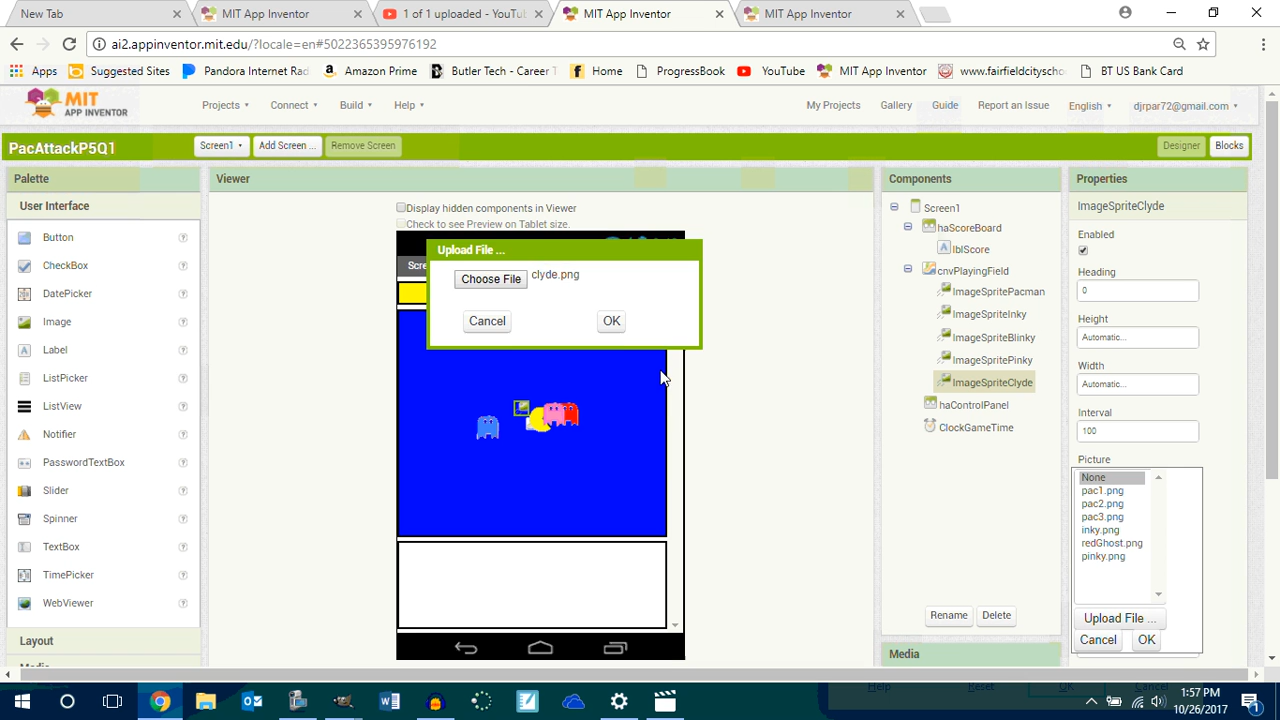 New Tab
MIT App Inventor
1 of 1 uploaded - YouTu
MIT App Inventor
MIT App Inventor
ai2.appinventor.mit.edu/?locale=en#5022365395976192
Apps
Suggested Sites
Pandora Internet Rad
Amazon Prime
Butler Tech - Career T
Home
ProgressBook
YouTube
MIT App Inventor
www.fairfieldcityscho
BT US Bank Card
MIT
APP INVENTOR
Projects
Connect
Build
Help
My Projects
Gallery
Guide
Report an Issue
English
djrpar72@gmail.com
PacAttackP5Q1
Screen1
Add Screen ...
Remove Screen
Designer
Blocks
Palette
User Interface
Button
CheckBox
DatePicker
Image
Label
ListPicker
ListView
Notifier
PasswordTextBox
Slider
Spinner
TextBox
TimePicker
WebViewer
Layout
Viewer
Display hidden components in Viewer
Check to see Preview on Tablet size.
Scre
Upload File ...
Choose File
clyde.png
Cancel
OK
Components
Screen1
haScoreBoard
lblScore
cnvPlayingField
ImageSpritePacman
ImageSpriteInky
ImageSpriteBlinky
ImageSpritePinky
ImageSpriteClyde
haControlPanel
ClockGameTime
Rename
Delete
Media
Properties
ImageSpriteClyde
Enabled
Heading
0
Height
Automatic...
Width
Automatic...
Interval
100
Picture
None
pac1.png
pac2.png
pac3.png
inky.png
redGhost.png
pinky.png
Upload File ...
Cancel
OK
Help
Reset
OK
Cancel
1:57 PM
10/26/2017